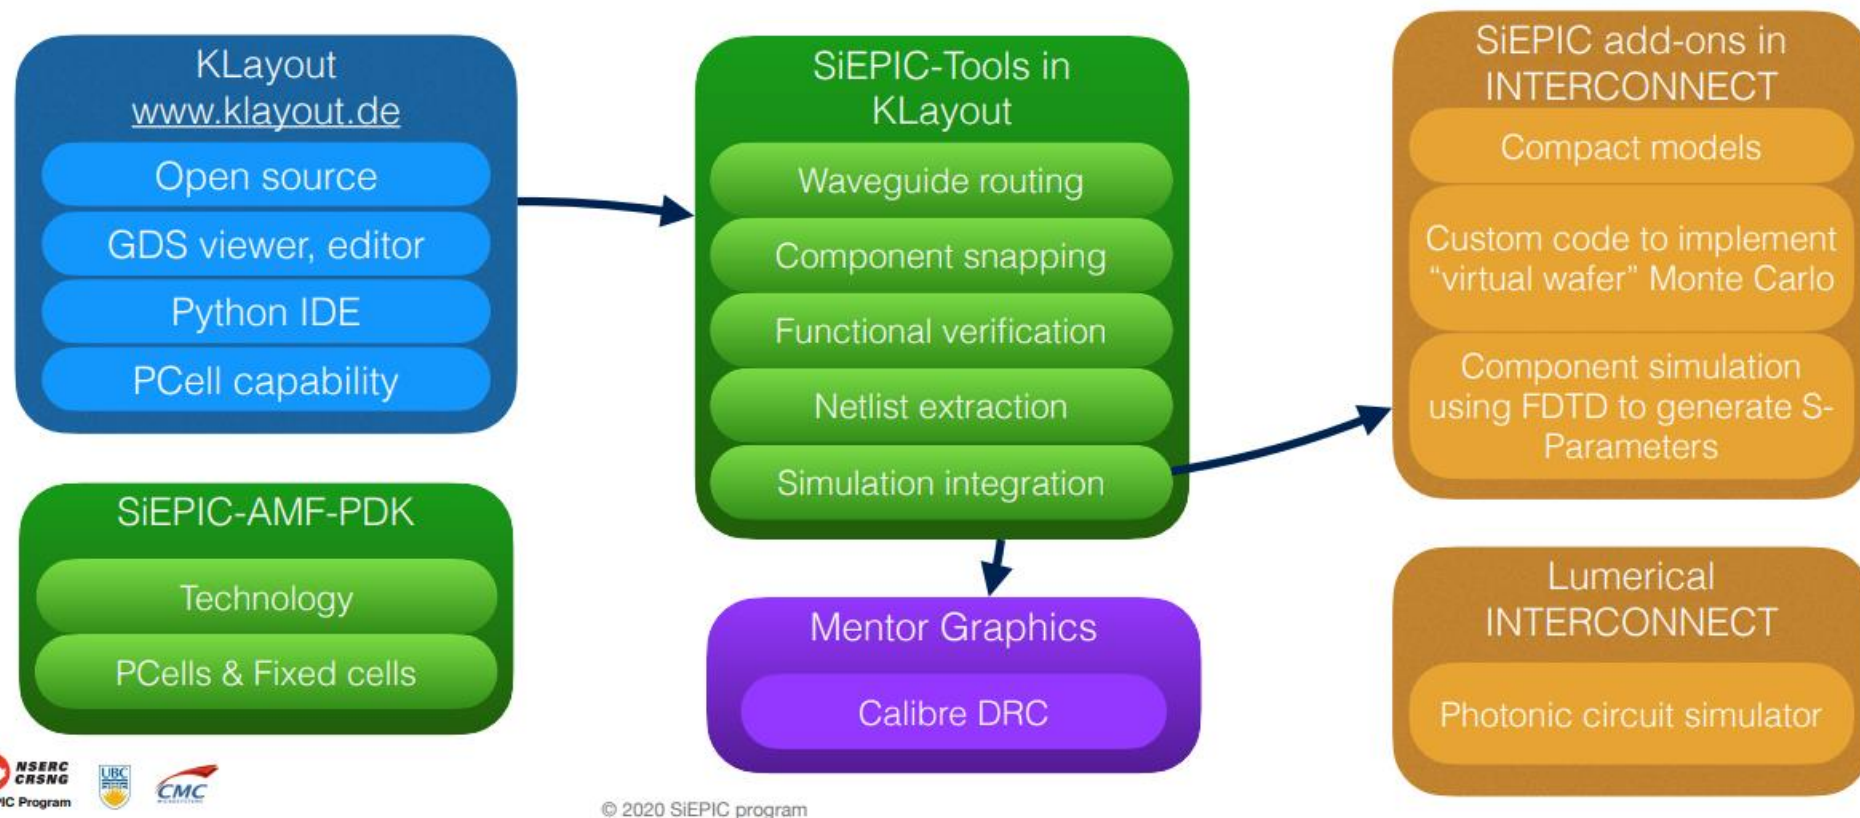 KLayout
www.klayout.de
Open source
GDS viewer, editor
Python IDE
PCell capability
SiEPIC-AMF-PDK
Technology
PCells & Fixed cells
SiEPIC-Tools in
KLayout
Waveguide routing
Component snapping
Functional verification
Netlist extraction
Simulation integration
Mentor Graphics
Calibre DRC
SiEPIC add-ons in
INTERCONNECT
Compact models
Custom code to implement
“virtual wafer” Monte Carlo
Component simulation
using FDTD to generate S-
Parameters
Lumerical
INTERCONNECT
Photonic circuit simulator
NSERC
CRSNG
PIC Program
UBC
CMC
© 2020 SiEPIC program